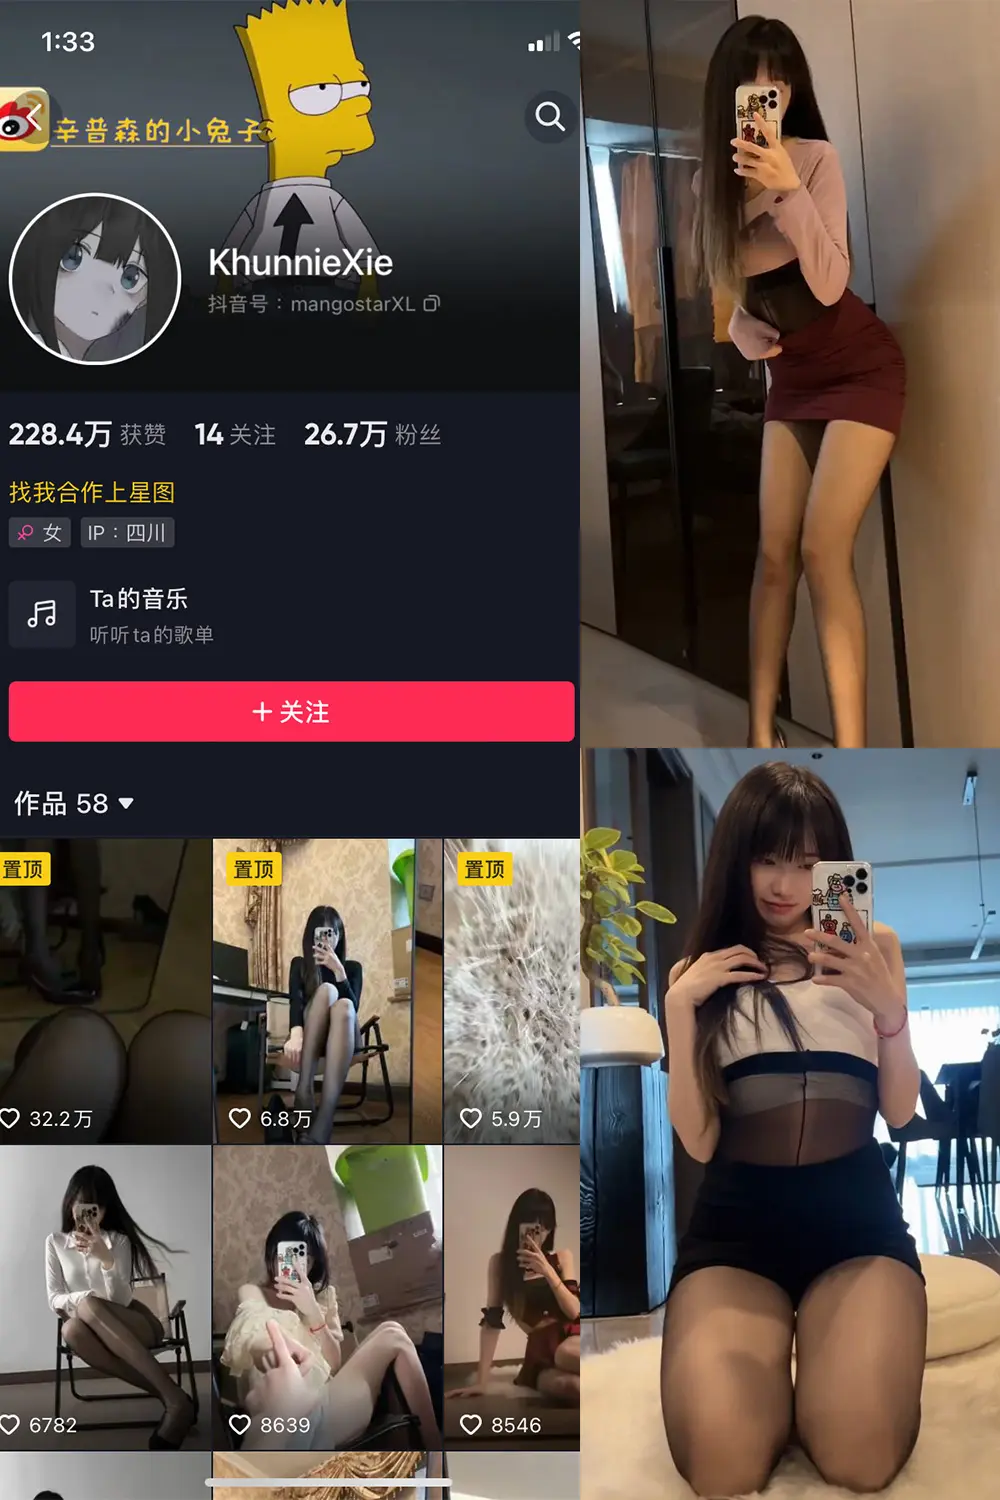 1:33
辛普森的小兔子
KhunnieXie
抖音号：mangostarXL
228.4万 获赞 14 关注 26.7万 粉丝
找我合作上星图
女 IP：四川
Ta的音乐
听听ta的歌单
+ 关注
作品 58
置顶 置顶 置顶
32.2万 6.8万 5.9万
6782 8639 8546